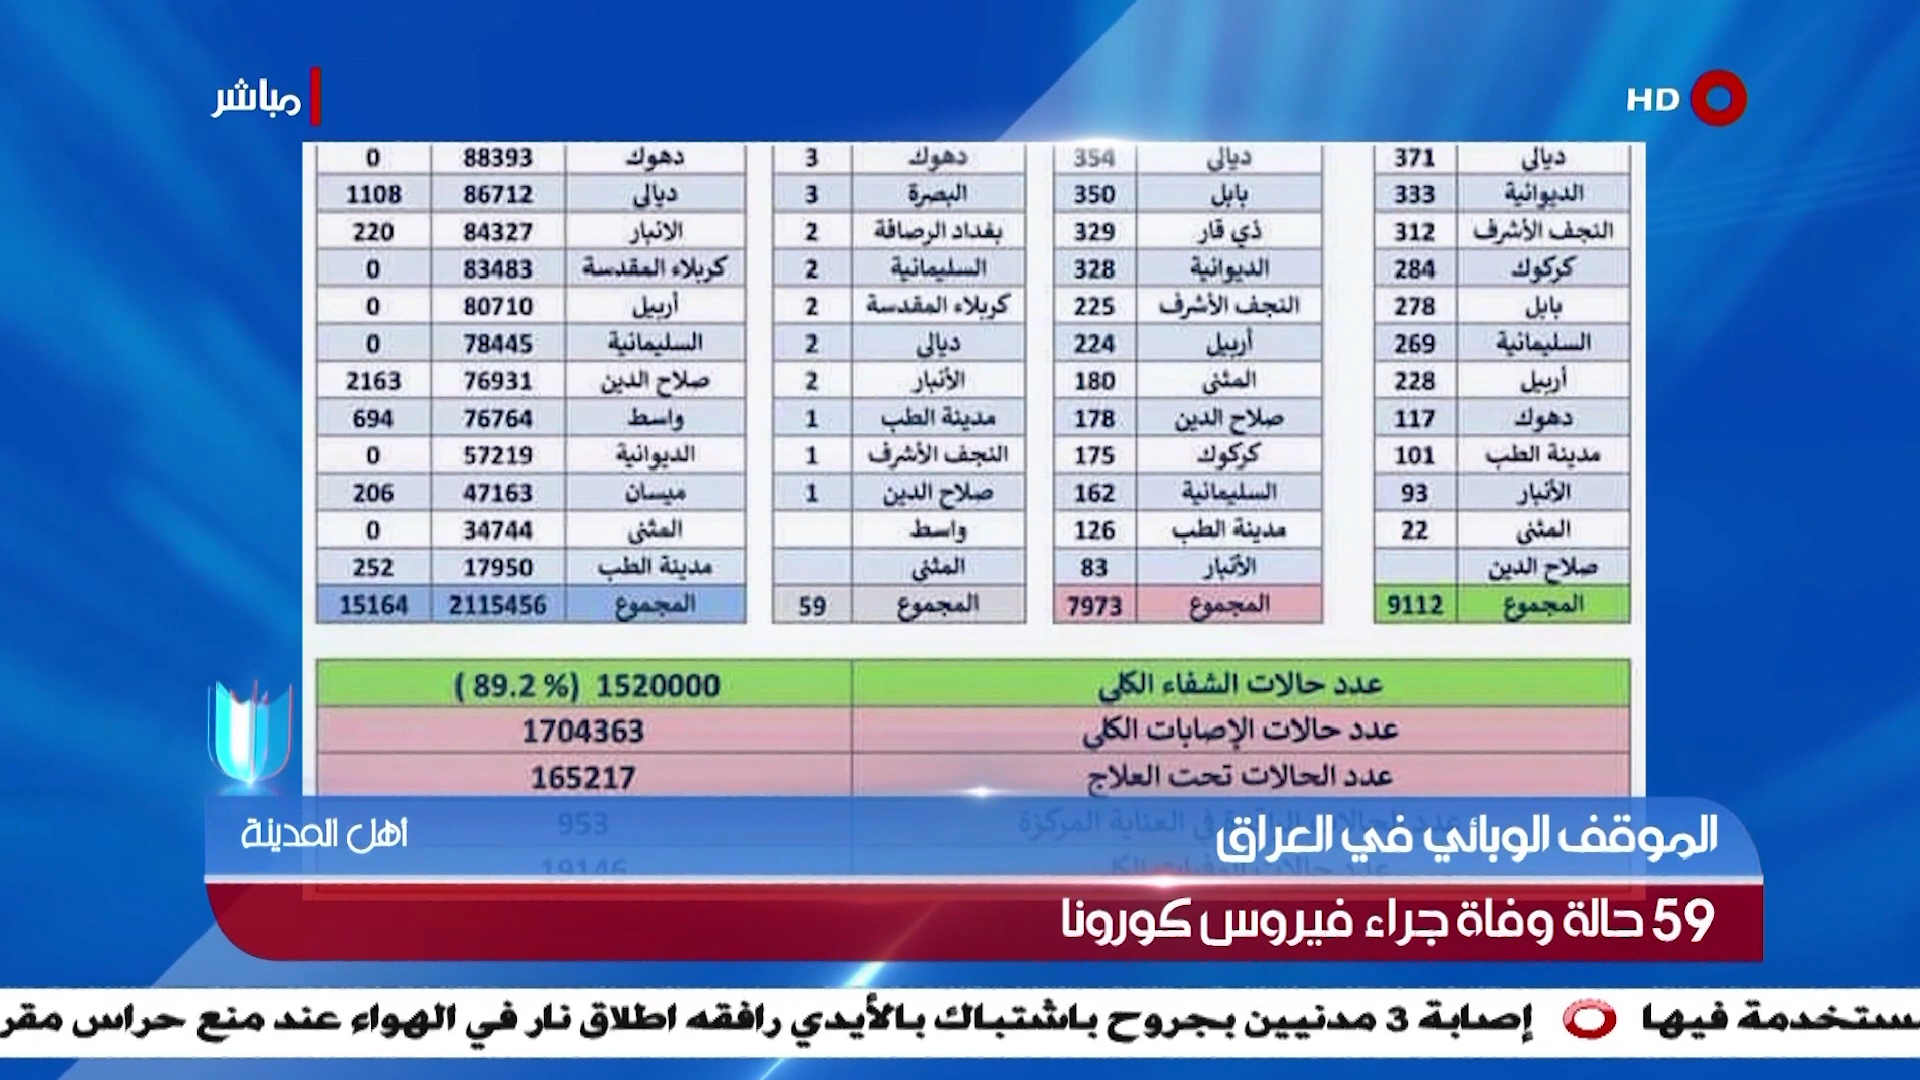 مباشر
HD
ديالى 371 ديالى 354 دهوك 3 دهوك 88393 0
الديوانية 333 بابل 350 البصرة 3 ديالى 86712 1108
النجف الأشرف 312 ذي قار 329 بغداد الرصافة 2 الانبار 84327 220
كركوك 284 الديوانية 328 السليمانية 2 كربلاء المقدسة 83483 0
بابل 278 النجف الأشرف 225 كربلاء المقدسة 2 أربيل 80710 0
السليمانية 269 أربيل 224 ديالى 2 السليمانية 78445 0
أربيل 228 المثنى 180 الأنبار 2 صلاح الدين 76931 2163
دهوك 117 صلاح الدين 178 مدينة الطب 1 واسط 76764 694
مدينة الطب 101 كركوك 175 النجف الأشرف 1 الديوانية 57219 0
الأنبار 93 السليمانية 162 صلاح الدين 1 ميسان 47163 206
المثنى 22 مدينة الطب 126 واسط المثنى 34744 0
صلاح الدين الأنبار 83 المثنى مدينة الطب 17950 252
المجموع 9112 المجموع 7973 المجموع 59 المجموع 2115456 15164
عدد حالات الشفاء الكلي 1520000 (89.2 %)
عدد حالات الإصابات الكلي 1704363
عدد الحالات تحت العلاج 165217
في العناية المركزة 953
19146
الموقف الوبائي في العراق
أهل المدينة
59 حالة وفاة جراء فيروس كورونا
ستخدمة فيها إصابة 3 مدنيين بجروح باشتباك بالأيدي رافقه اطلاق نار في الهواء عند منع حراس مقر